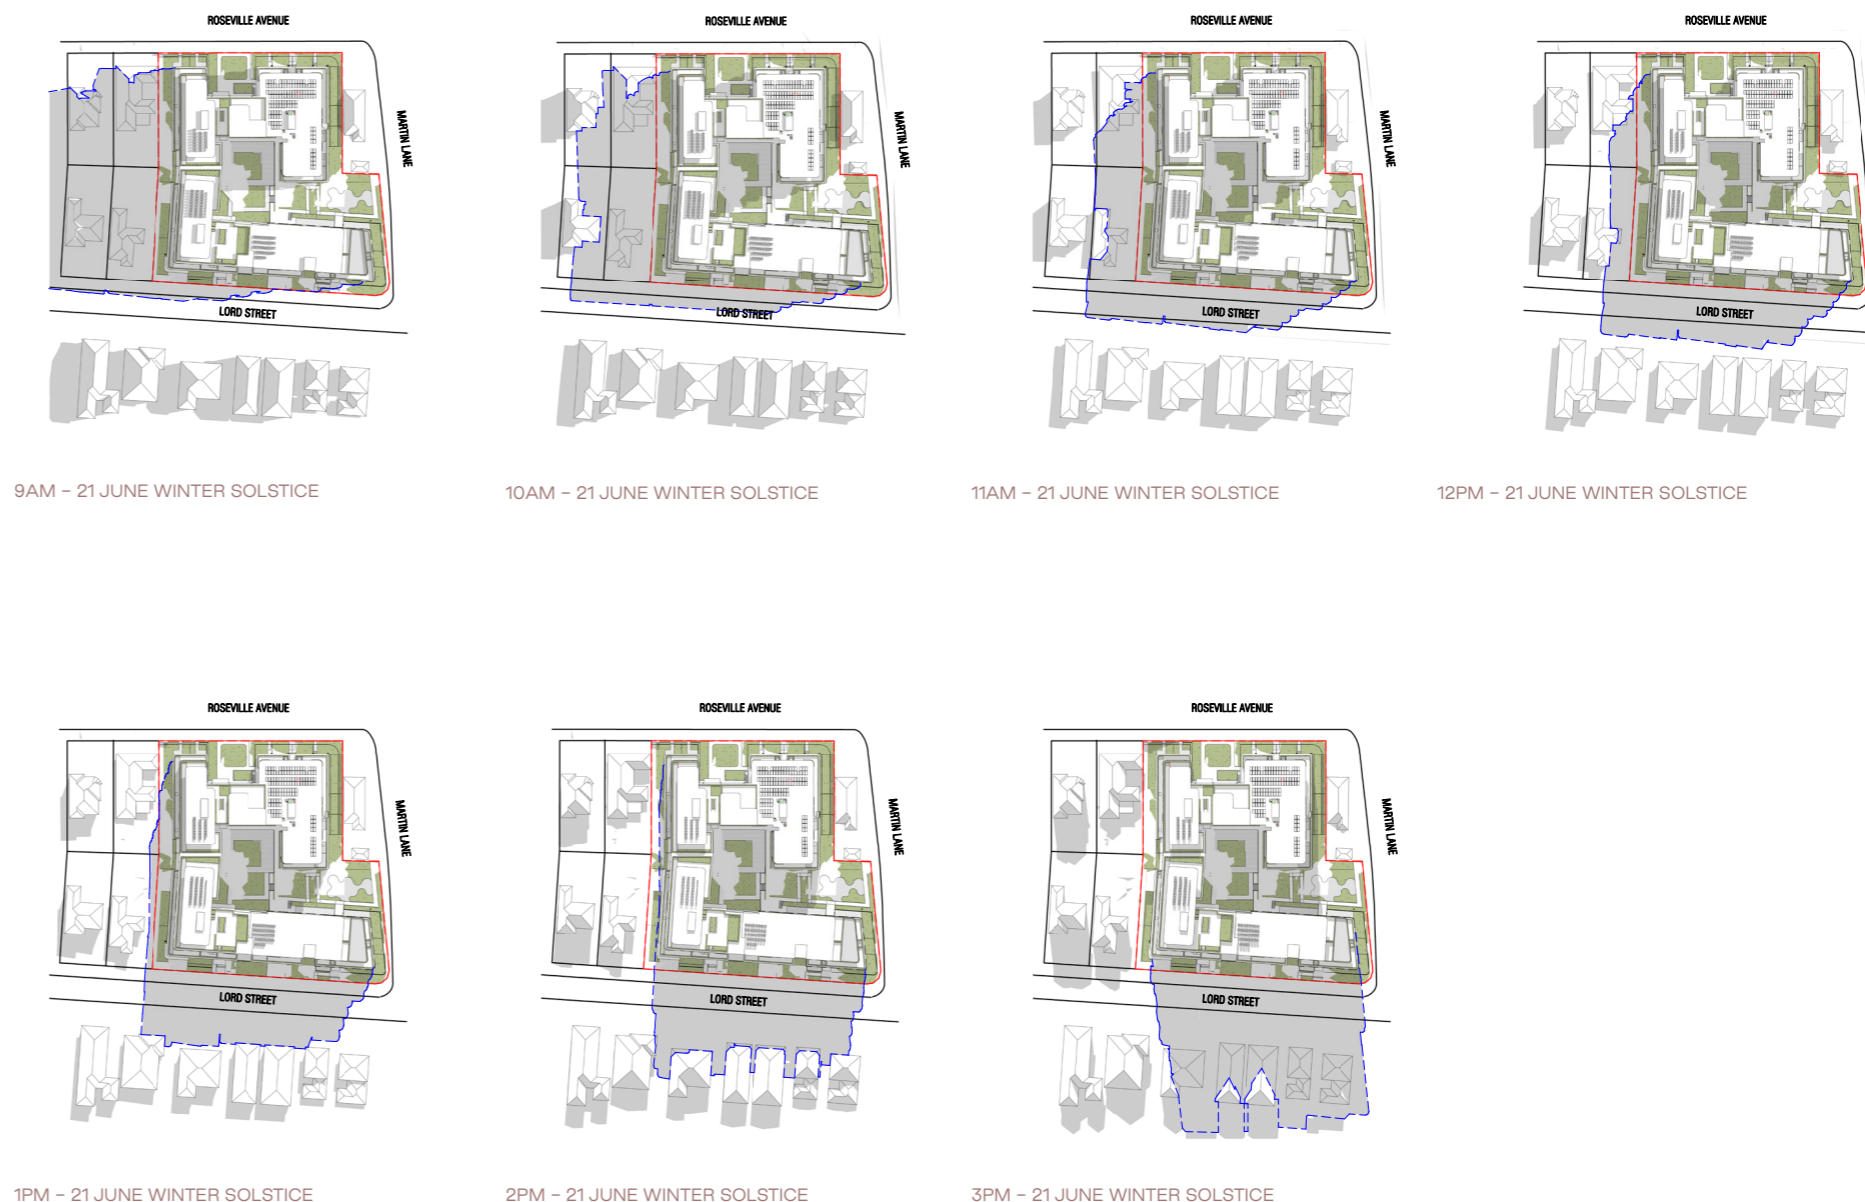 ROSEVILLE AVENUE
MARTIN LANE
LORD STREET
9AM – 21 JUNE WINTER SOLSTICE
ROSEVILLE AVENUE
MARTIN LANE
LORD STREET
10AM – 21 JUNE WINTER SOLSTICE
ROSEVILLE AVENUE
MARTIN LANE
LORD STREET
11AM – 21 JUNE WINTER SOLSTICE
ROSEVILLE AVENUE
LORD STREET
12PM – 21 JUNE WINTER SOLSTICE
ROSEVILLE AVENUE
MARTIN LANE
LORD STREET
1PM – 21 JUNE WINTER SOLSTICE
ROSEVILLE AVENUE
MARTIN LANE
LORD STREET
2PM – 21 JUNE WINTER SOLSTICE
ROSEVILLE AVENUE
MARTIN LANE
LORD STREET
3PM – 21 JUNE WINTER SOLSTICE